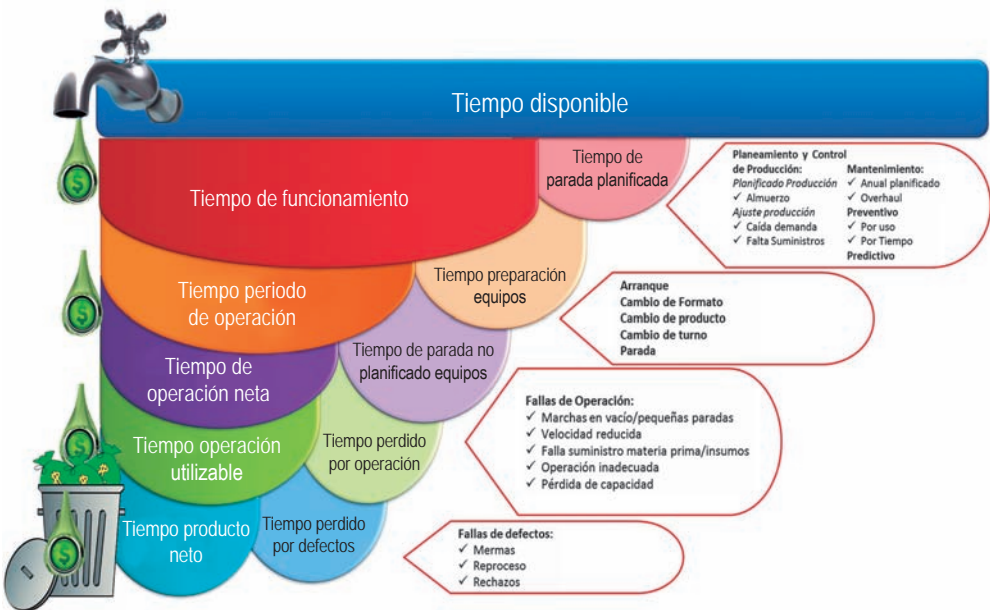 Tiempo disponible
Tiempo de funcionamiento
Tiempo de
parada planificada
Planeamiento y Control
de Producción:
Planificado Producción
✓ Almuerzo
Ajuste producción
✓ Caída demanda
✓ Falta Suministros
Mantenimiento:
✓ Anual planificado
✓ Overhaul
Preventivo
✓ Por uso
✓ Por Tiempo
Predictivo
Tiempo periodo
de operación
Tiempo preparación
equipos
Arranque
Cambio de Formato
Cambio de producto
Cambio de turno
Parada
Tiempo de
operación neta
Tiempo de parada no
planificado equipos
Fallas de Operación:
✓ Marchas en vacío/pequeñas paradas
✓ Velocidad reducida
✓ Falla suministro materia prima/insumos
✓ Operación inadecuada
✓ Pérdida de capacidad
Tiempo operación
utilizable
Tiempo perdido
por operación
Tiempo producto
neto
Tiempo perdido
por defectos
Fallas de defectos:
✓ Mermas
✓ Reproceso
✓ Rechazos
$
$
$
$